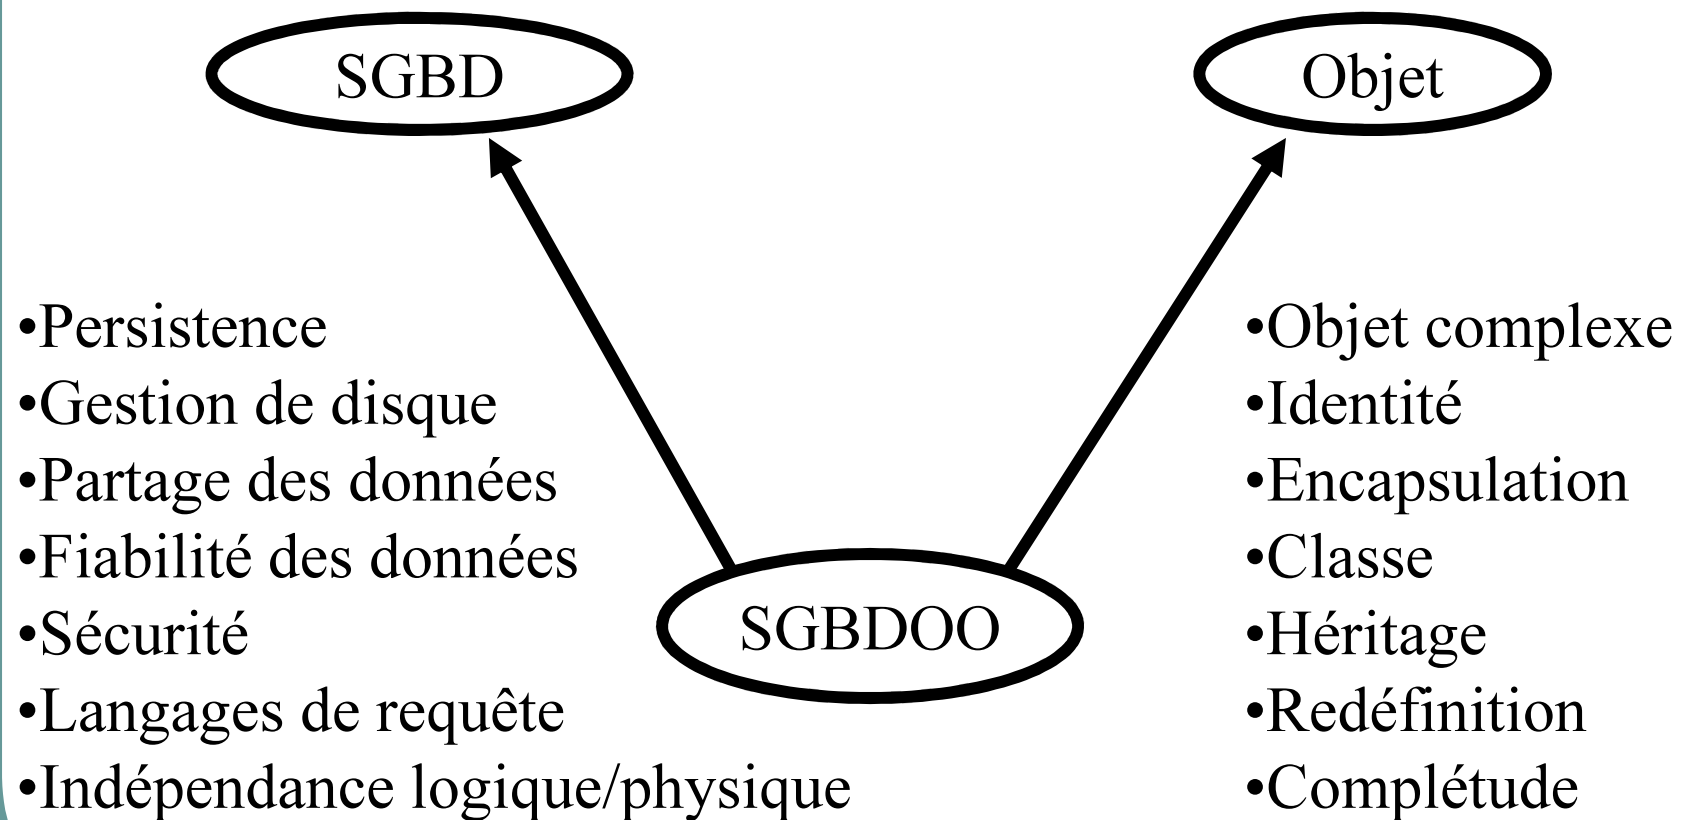 SGBD
Objet
•Persistence
•Gestion de disque
•Partage des données
•Fiabilité des données
•Sécurité
•Langages de requête
•Indépendance logique/physique
SGBDOO
•Objet complexe
•Identité
•Encapsulation
•Classe
•Héritage
•Redéfinition
•Complétude